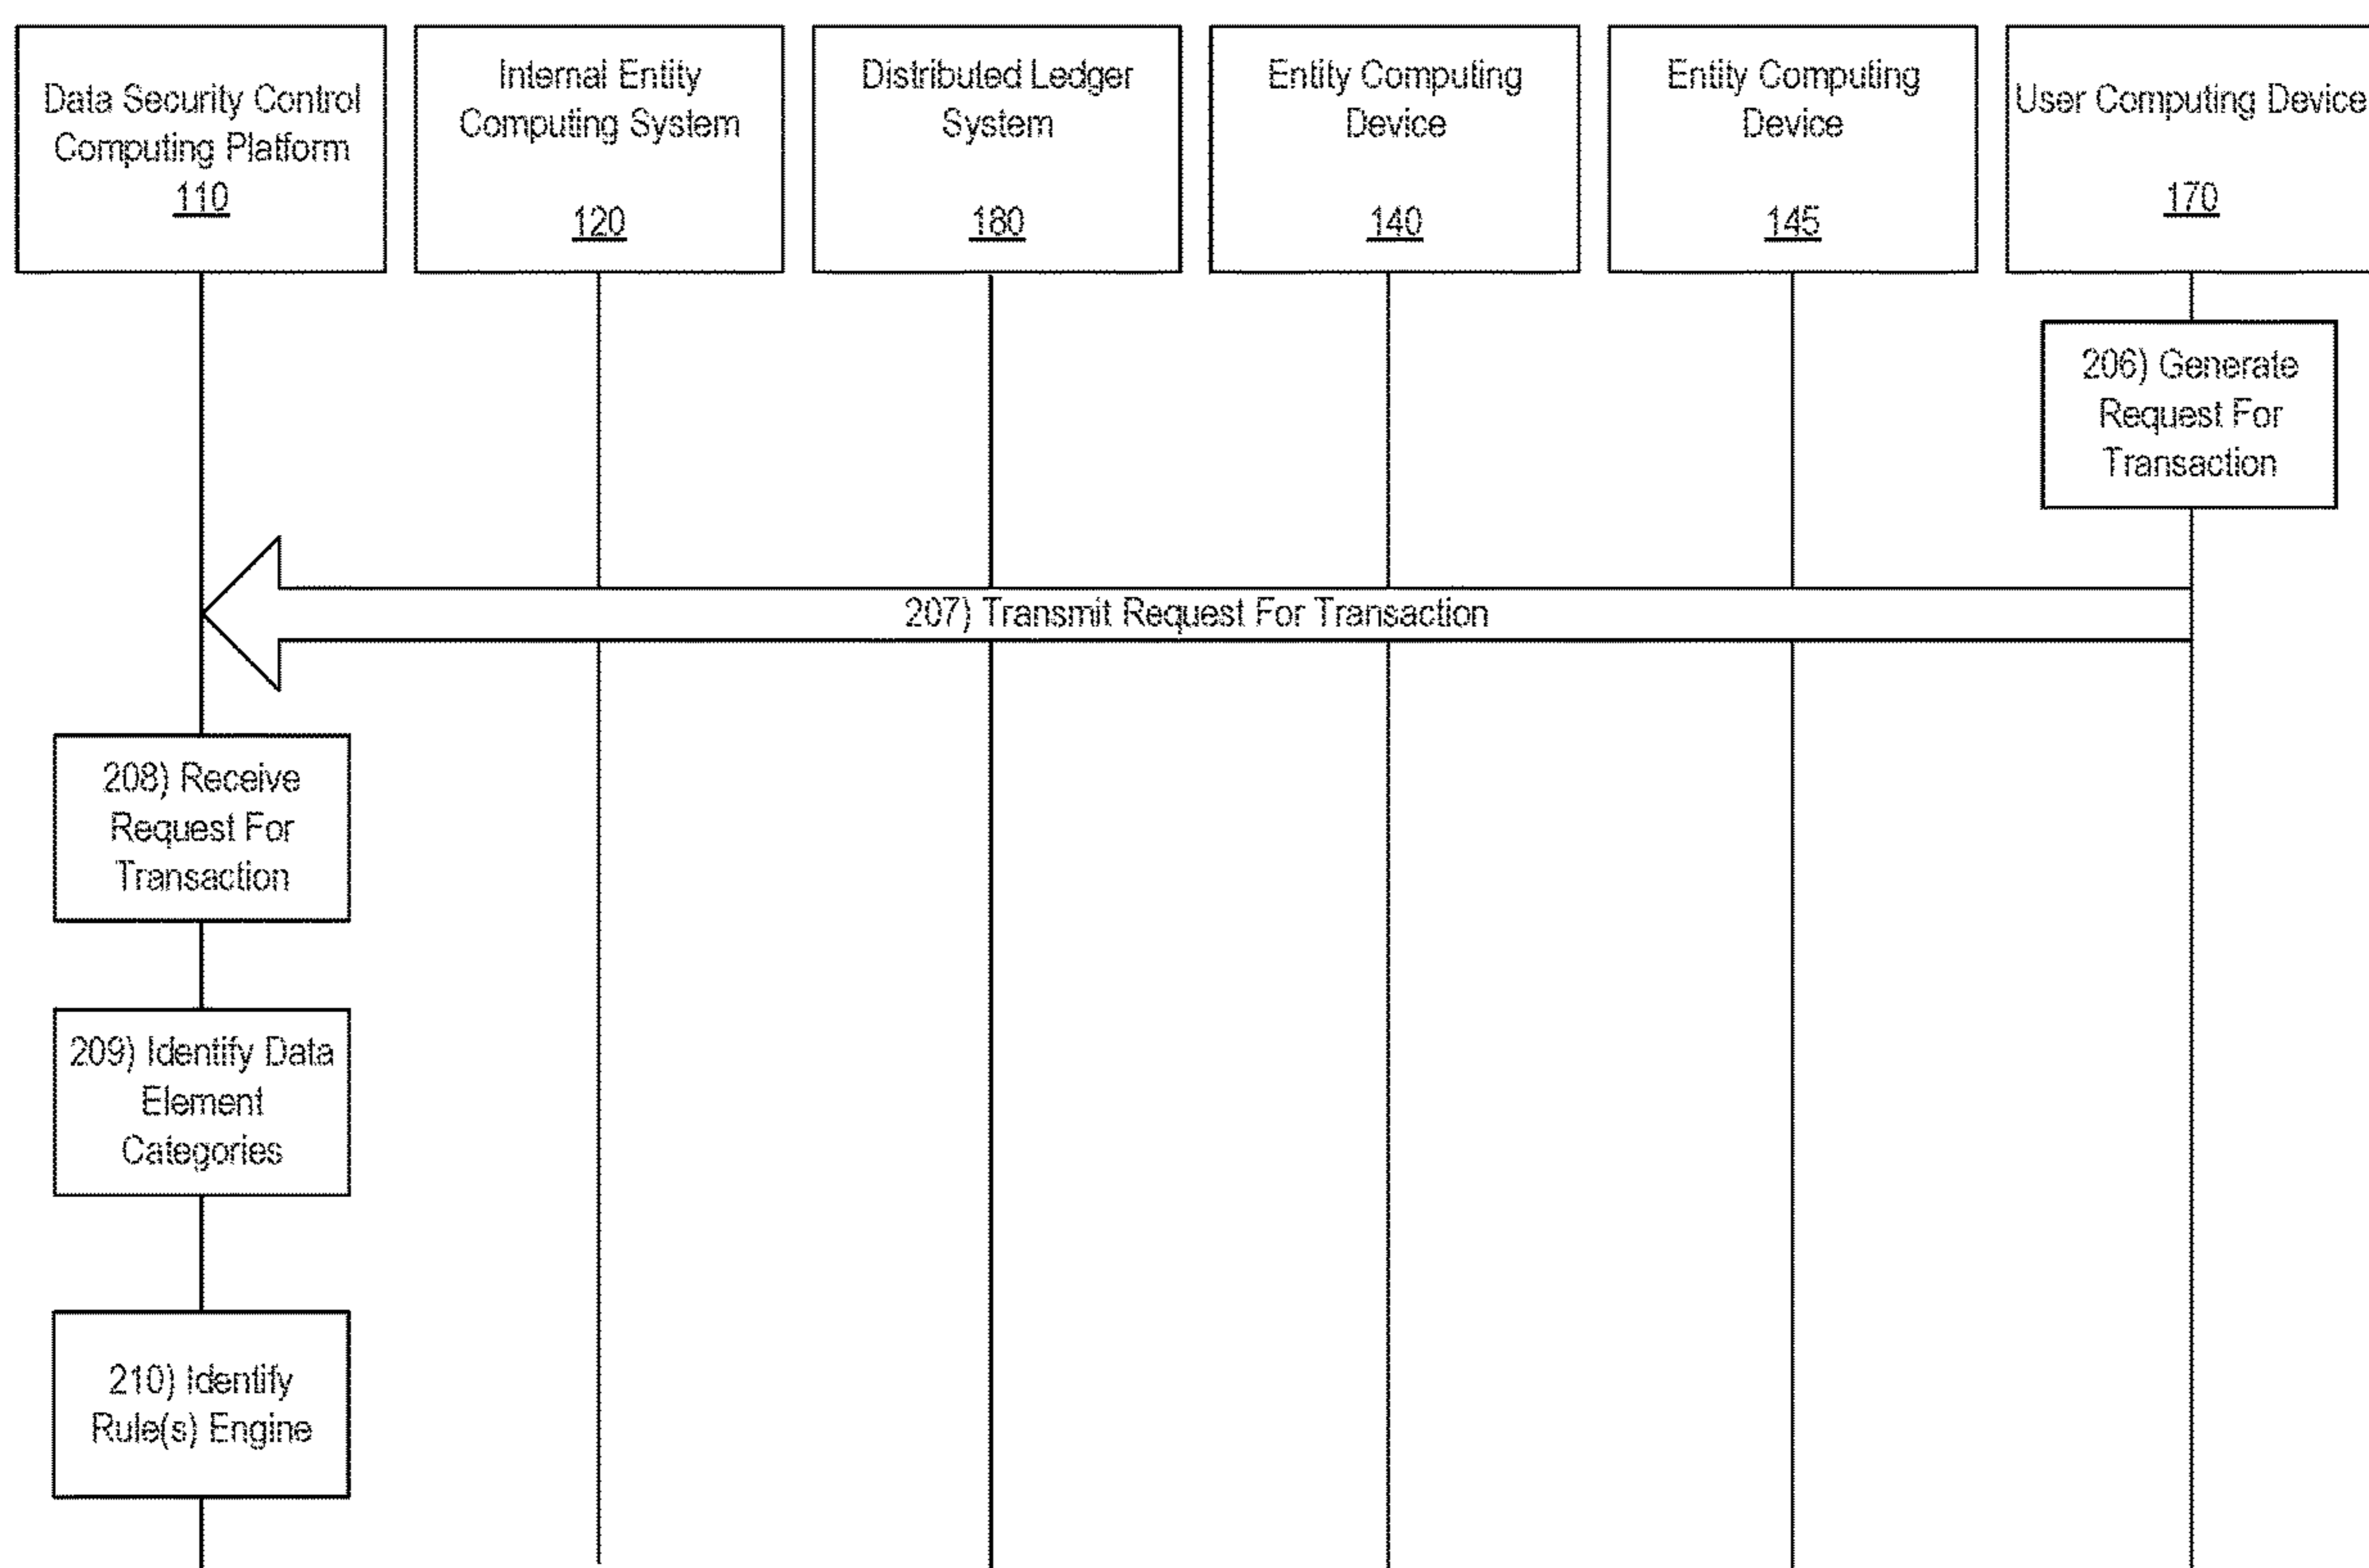 Data Security Control
Computing Platform
110
Internal Entity
Computing System
120
Distributed Ledger
System
180
Entity Computing
Device
140
Entity Computing
Device
145
User Computing Device
170
206) Generate
Request For
Transaction
207) Transmit Request For Transaction
208) Receive
Request For
Transaction
209) Identify Data
Element
Categories
210) Identify
Rule(s) Engine